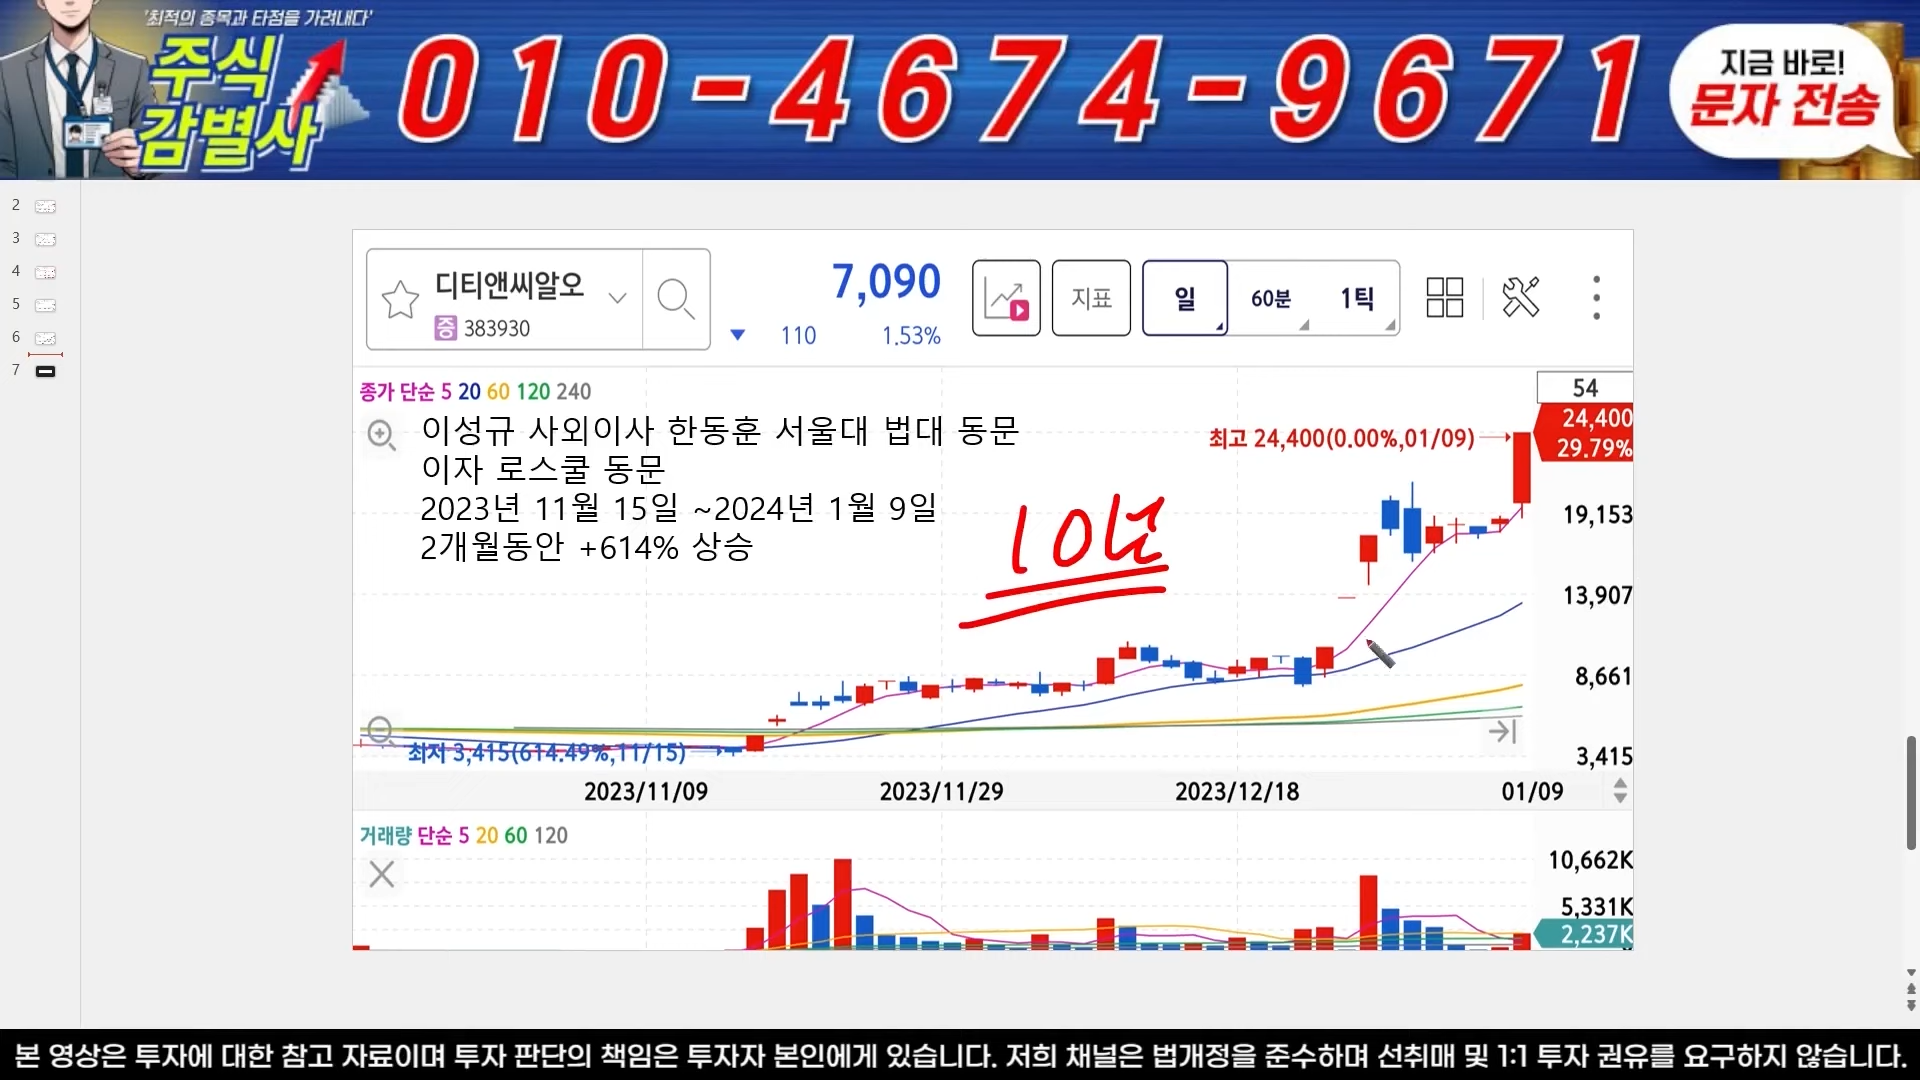 '최적의 종목과 타점을 가려내다'
주식
감별사
010-4674-9671
지금 바로!
문자 전송
2
3
4
5
6
7
디티앤씨알오
증 383930
7,090
▼ 110 1.53%
지표
일 60분 1틱
종가 단순 5 20 60 120 240
이성규 사외이사 한동훈 서울대 법대 동문
이자 로스쿨 동문
2023년 11월 15일 ~2024년 1월 9일
2개월동안 +614% 상승
10년
최고 24,400(0.00%,01/09)
54
24,400
29.79%
19,153
13,907
8,661
3,415
최저 3,415(614.49%,11/15)
2023/11/09 2023/11/29 2023/12/18 01/09
거래량 단순 5 20 60 120
10,662K
5,331K
2,237K
본 영상은 투자에 대한 참고 자료이며 투자 판단의 책임은 투자자 본인에게 있습니다. 저희 채널은 법개정을 준수하며 선취매 및 1:1 투자 권유를 요구하지 않습니다.